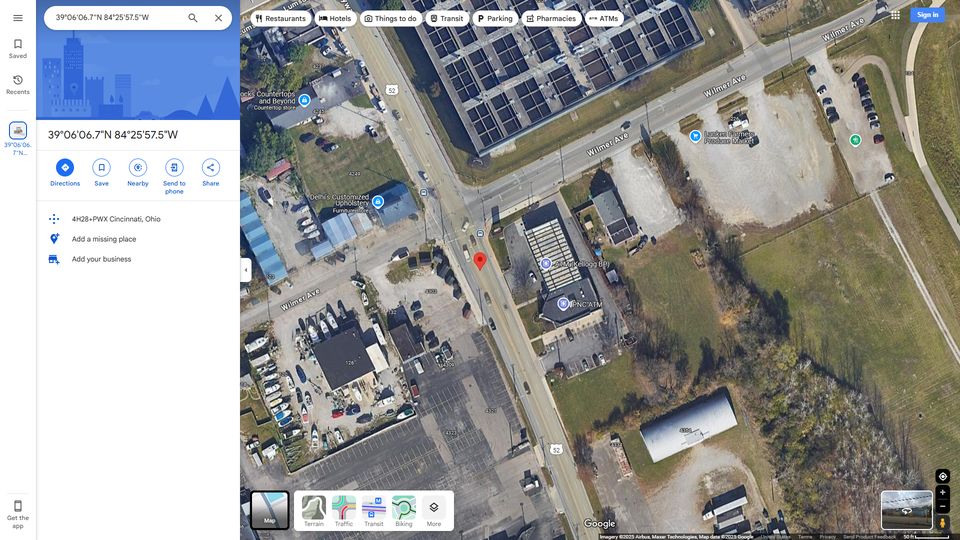 39°06'06.7"N 84°25'57.5"W
Restaurants
Hotels
Things to do
Transit
Parking
Pharmacies
ATMs
Sign in
Saved
Recents
39°06'06.
7"N...
39°06'06.7"N 84°25'57.5"W
Directions
Save
Nearby
Send to
phone
Share
4H28+PWX Cincinnati, Ohio
Add a missing place
Add your business
Get the
app
52
Countertops
and Beyond
Countertop store
Wilmer Ave
Wilmer Ave
Wilmer Ave
Lunken Farmers
Produce Market
4249
Delhi's Customized
Upholstery
Furniture store
Wilmer Ave
ATM (Kellogg BP)
PNC ATM
52
Map
Terrain
Traffic
Transit
Biking
More
Google
Imagery ©2025 Airbus, Maxar Technologies, Map data ©2025 Google
United States
Terms
Privacy
Send Product Feedback
50 ft